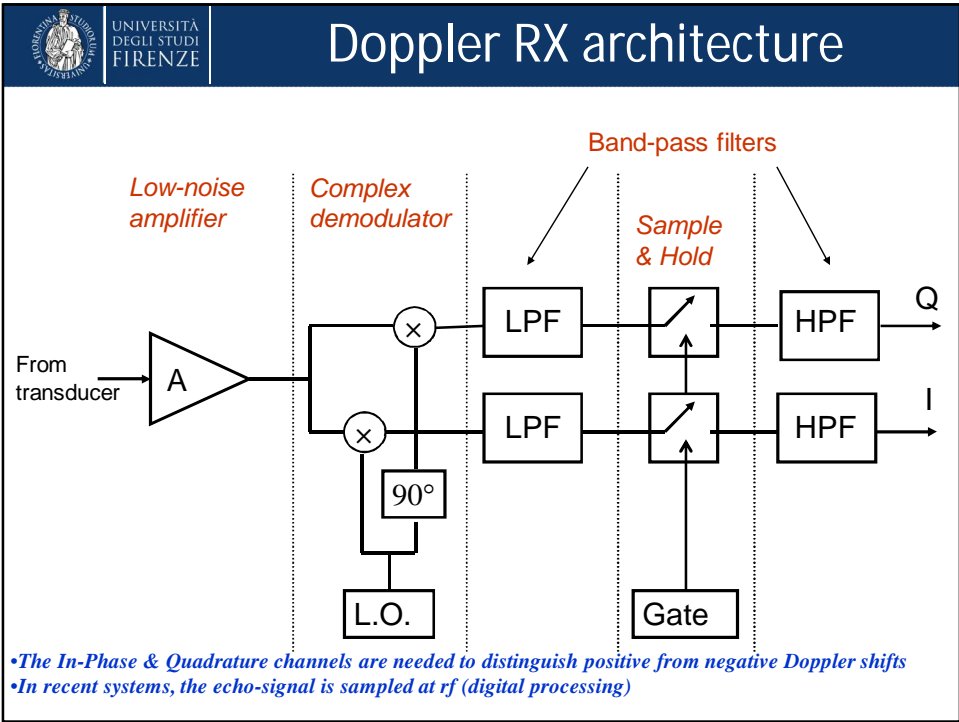 UNIVERSITÀ
DEGLI STUDI
FIRENZE
Doppler RX architecture
Band-pass filters
Low-noise
amplifier
Complex
demodulator
Sample
& Hold
From
transducer
A
×
×
90°
L.O.
LPF
LPF
Gate
HPF
HPF
Q
I
•The In-Phase & Quadrature channels are needed to distinguish positive from negative Doppler shifts
•In recent systems, the echo-signal is sampled at rf (digital processing)